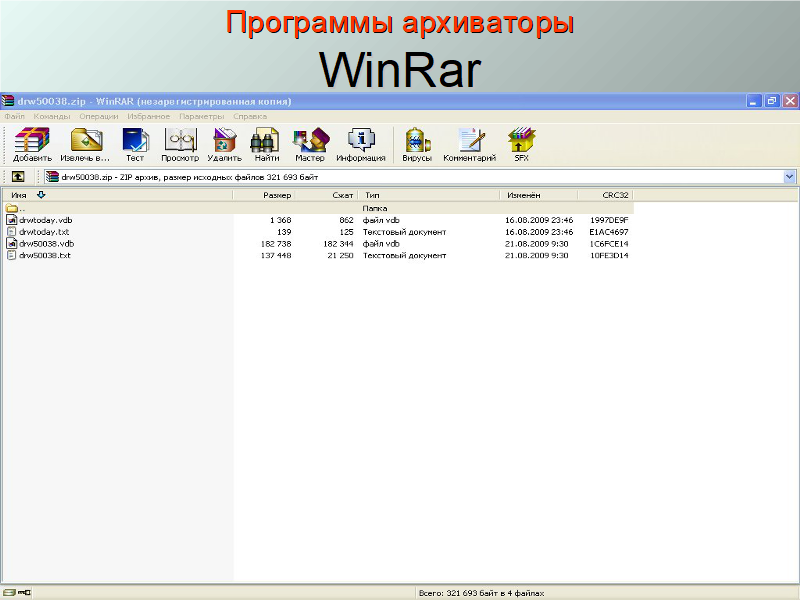 Программы архиваторы
WinRar
drw50038.zip - WinRAR (незарегистрированная копия)
Файл Команды Операции Избранное Параметры Справка
Добавить Извлечь в... Тест Просмотр Удалить Найти Мастер Информация Вирусы Комментарий SFX
drw50038.zip - ZIP архив, размер исходных файлов 321 693 байт
Имя Размер Сжат Тип Изменён CRC32
.. Папка
drwtoday.vdb 1 368 862 файл vdb 16.08.2009 23:46 1997DE9F
drwtoday.txt 139 125 Текстовый документ 16.08.2009 23:46 E1AC4697
drw50038.vdb 182 738 182 344 файл vdb 21.08.2009 9:30 1C6FCE14
drw50038.txt 137 448 21 250 Текстовый документ 21.08.2009 9:30 10FE3D14
Всего: 321 693 байт в 4 файлах